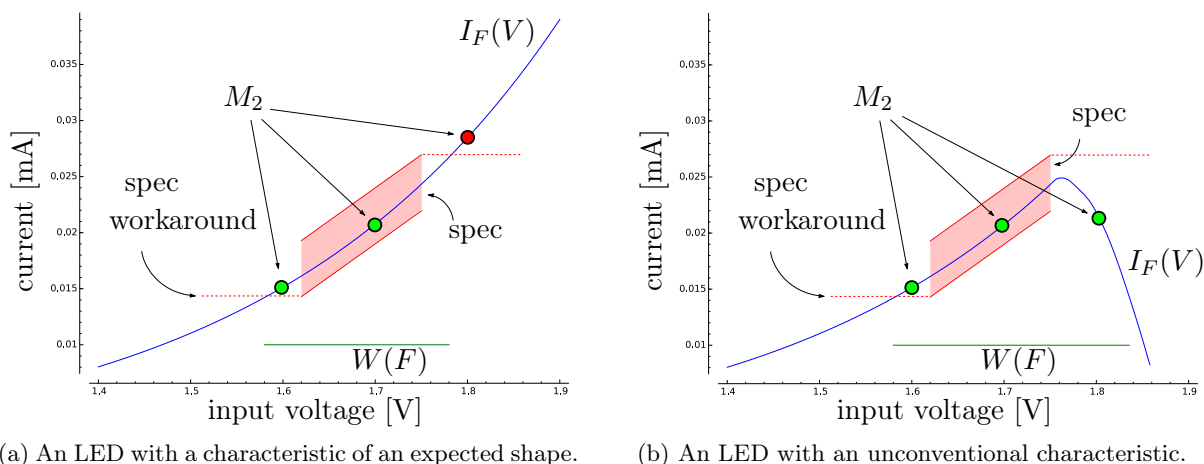 I_F(V)
0.035
M_2
0.03
spec
workaround
0.025
0.02
spec
0.015
0.01
W(F)
current [mA]
1.4 1.5 1.6 1.7 1.8 1.9
input voltage [V]
(a) An LED with a characteristic of an expected shape.
0.035
M_2
0.03
spec
spec
workaround
0.025
0.02
I_F(V)
0.015
0.01
W(F)
current [mA]
1.4 1.5 1.6 1.7 1.8 1.9
input voltage [V]
(b) An LED with an unconventional characteristic.